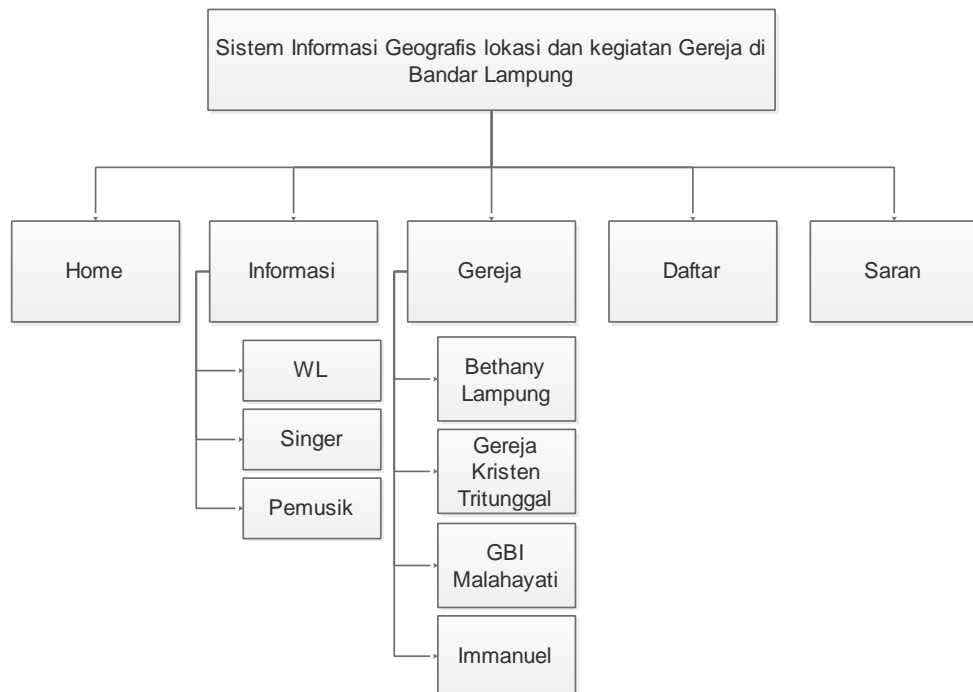 Sistem Informasi Geografis lokasi dan kegiatan Gereja di
Bandar Lampung
Home
Informasi
Gereja
Daftar
Saran
WL
Singer
Pemusik
Bethany
Lampung
Gereja
Kristen
Tritunggal
GBI
Malahayati
Immanuel